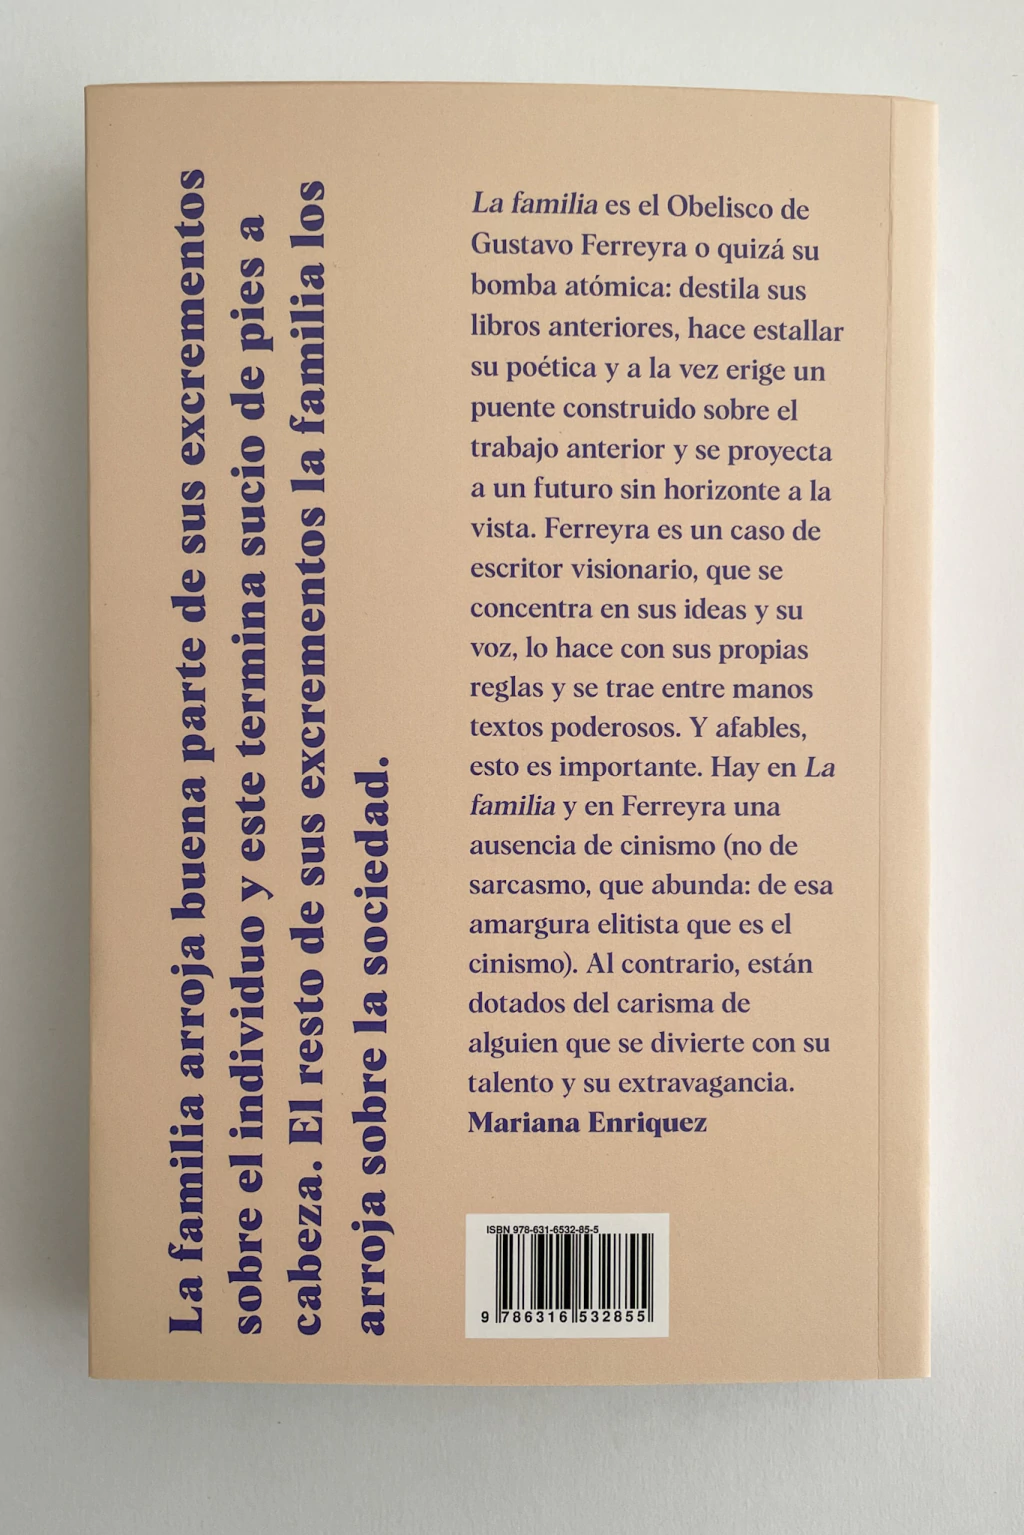 La familia arroja buena parte de sus excrementos
sobre el individuo y este termina sucio de pies a
cabeza. El resto de sus excrementos la familia los
arroja sobre la sociedad.
La familia es el Obelisco de
Gustavo Ferreyra o quizá su
bomba atómica: destila sus
libros anteriores, hace estallar
su poética y a la vez erige un
puente construido sobre el
trabajo anterior y se proyecta
a un futuro sin horizonte a la
vista. Ferreyra es un caso de
escritor visionario, que se
concentra en sus ideas y su
voz, lo hace con sus propias
reglas y se trae entre manos
textos poderosos. Y afables,
esto es importante. Hay en La
familia y en Ferreyra una
ausencia de cinismo (no de
sarcasmo, que abunda: de esa
amargura elitista que es el
cinismo). Al contrario, están
dotados del carisma de
alguien que se divierte con su
talento y su extravagancia.
Mariana Enriquez
ISBN 978-631-6532-85-5
9 786316 532855